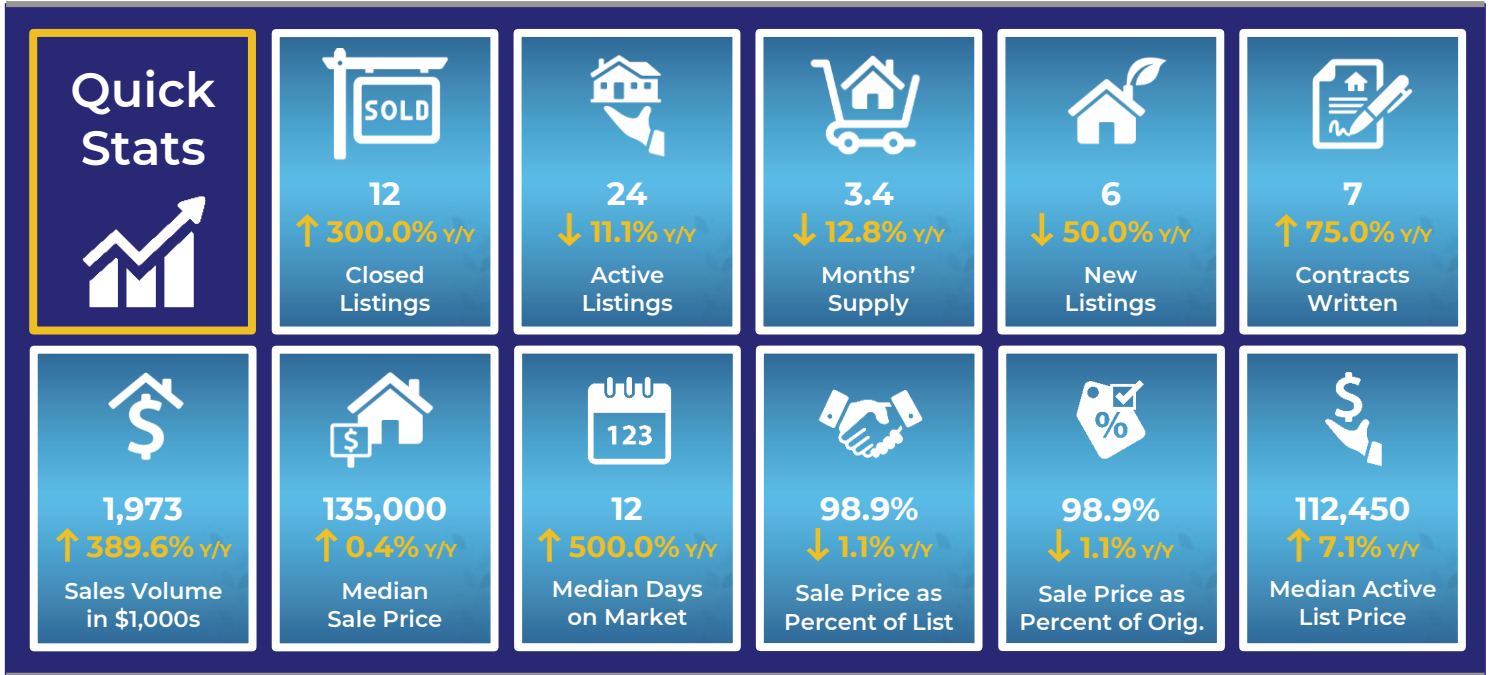 Quick
Stats
SOLD
12
↑ 300.0% Y/Y
Closed
Listings
24
↓ 11.1% Y/Y
Active
Listings
3.4
↓ 12.8% Y/Y
Months’
Supply
6
↓ 50.0% Y/Y
New
Listings
7
↑ 75.0% Y/Y
Contracts
Written
$
1,973
↑ 389.6% Y/Y
Sales Volume
in $1,000s
$
135,000
↑ 0.4% Y/Y
Median
Sale Price
123
12
↑ 500.0% Y/Y
Median Days
on Market
98.9%
↓ 1.1% Y/Y
Sale Price as
Percent of List
%
98.9%
↓ 1.1% Y/Y
Sale Price as
Percent of Orig.
$
112,450
↑ 7.1% Y/Y
Median Active
List Price